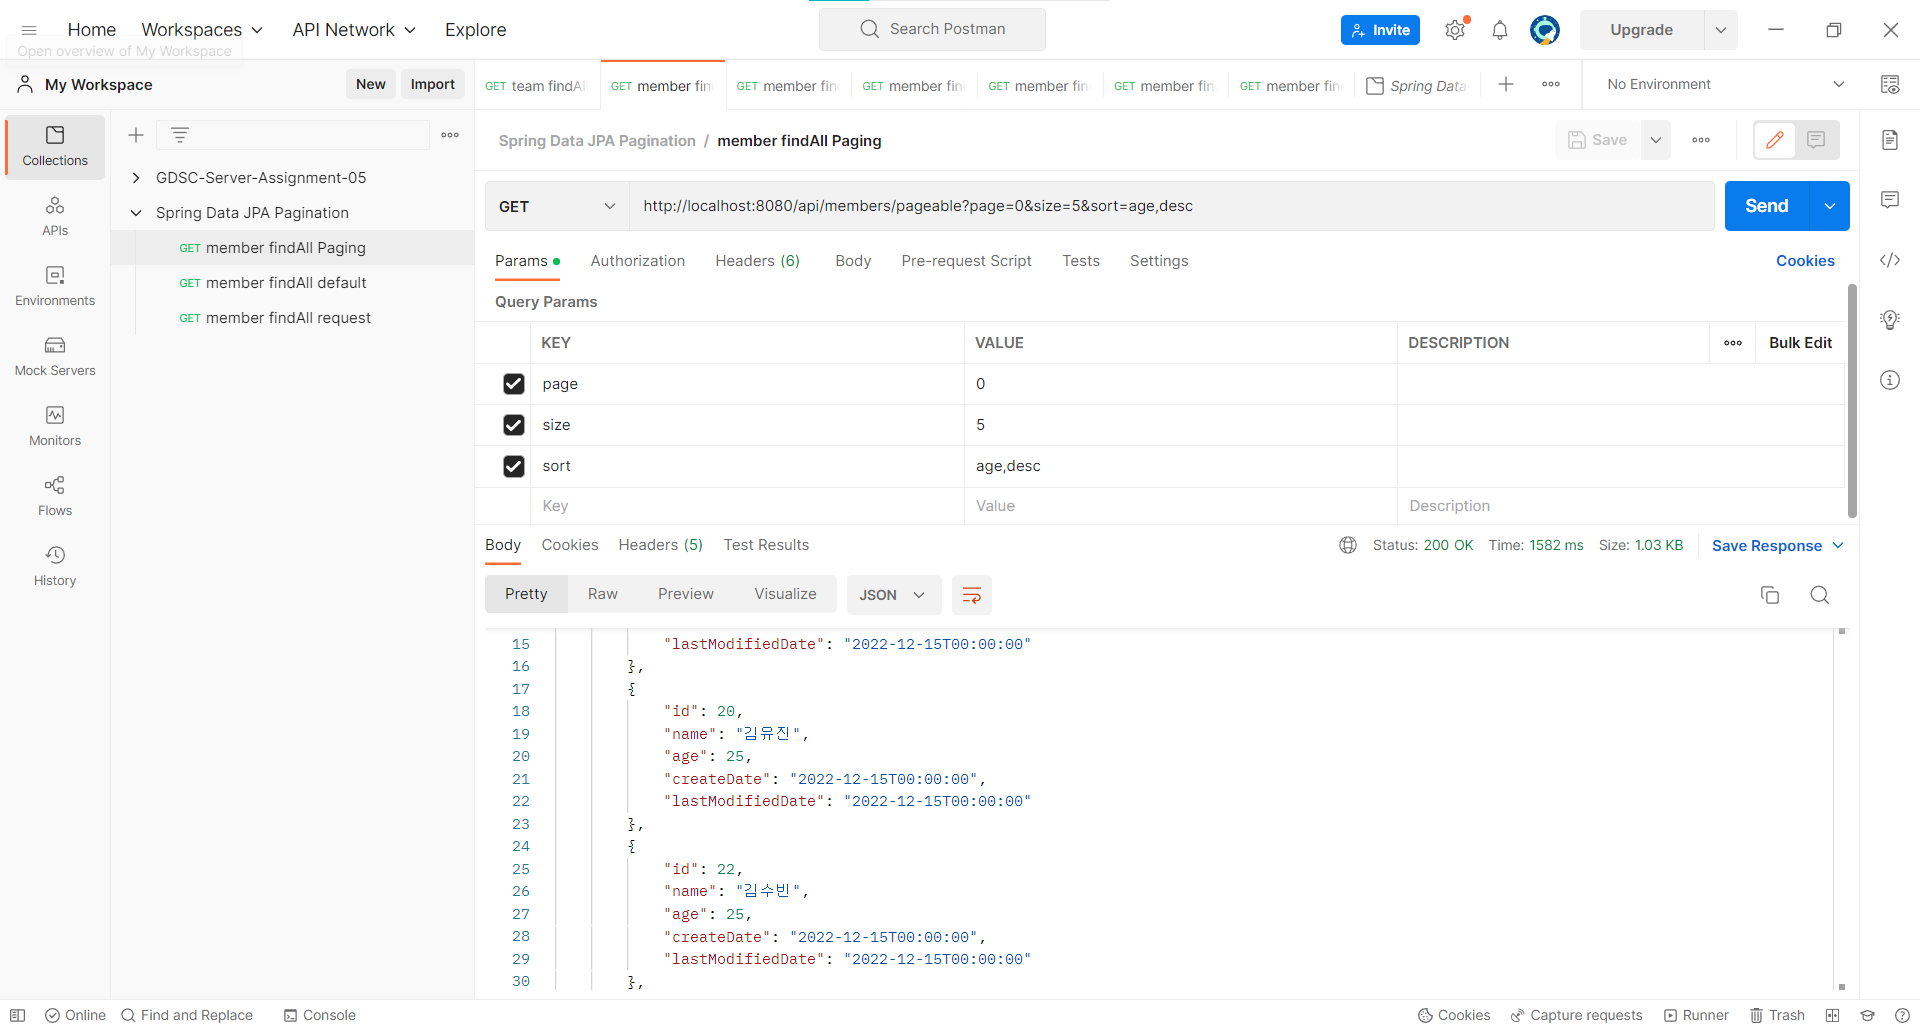 Home Workspaces API Network Explore Search Postman Invite Upgrade
Open overview of My Workspace
My Workspace New Import
GET team findAl GET member fin GET member fin GET member fin GET member fin GET member fin GET member fin Spring Data No Environment
Collections
APIs
Environments
Mock Servers
Monitors
Flows
History
GDSC-Server-Assignment-05
Spring Data JPA Pagination
GET member findAll Paging
GET member findAll default
GET member findAll request
Spring Data JPA Pagination / member findAll Paging Save
GET http://localhost:8080/api/members/pageable?page=0&size=5&sort=age,desc Send
Params Authorization Headers (6) Body Pre-request Script Tests Settings Cookies
Query Params
KEY VALUE DESCRIPTION Bulk Edit
page 0
size 5
sort age,desc
Key Value Description
Body Cookies Headers (5) Test Results Status: 200 OK Time: 1582 ms Size: 1.03 KB Save Response
Pretty Raw Preview Visualize JSON
15 "lastModifiedDate": "2022-12-15T00:00:00"
16 },
17 {
18 "id": 20,
19 "name": "김유진",
20 "age": 25,
21 "createDate": "2022-12-15T00:00:00",
22 "lastModifiedDate": "2022-12-15T00:00:00"
23 },
24 {
25 "id": 22,
26 "name": "김수빈",
27 "age": 25,
28 "createDate": "2022-12-15T00:00:00",
29 "lastModifiedDate": "2022-12-15T00:00:00"
30 },
Online Find and Replace Console Cookies Capture requests Runner Trash